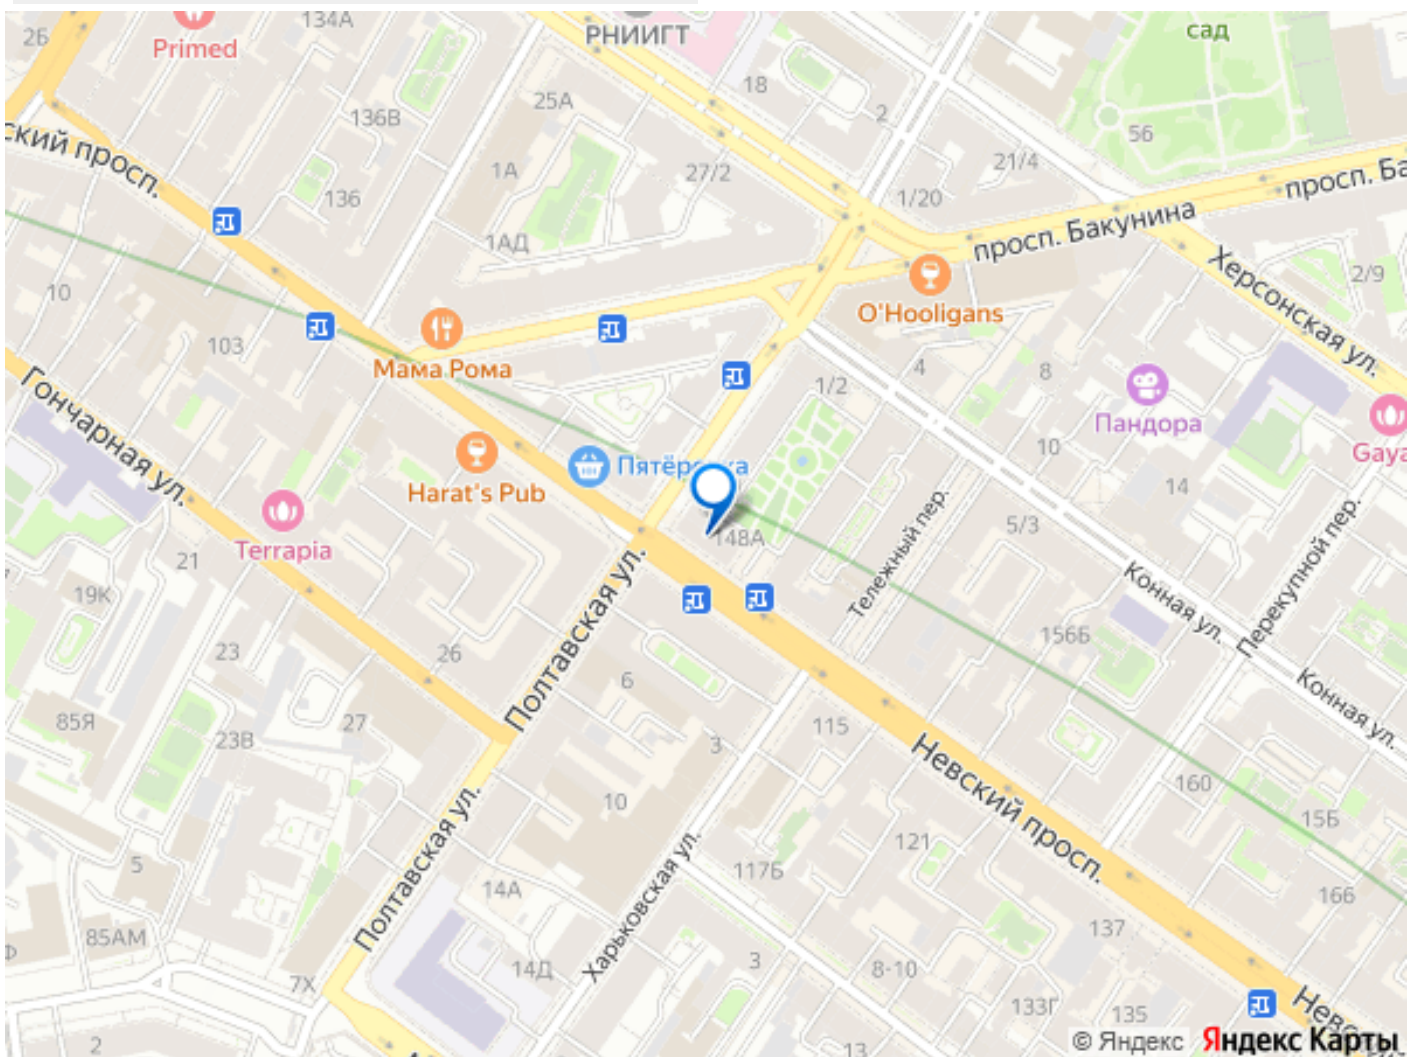 2Б
Primed
134А
РНИИГТ
сад
18
25А
2
136В
56
ский просп.
1А
27/2
21/4
136
1/20
просп. Ба
просп. Бакунина
1АД
Херсонская ул.
2/9
10
O'Hooligans
103
Мама Рома
4
8
1/2
Пандора
Гончарная ул.
10
Gaya
Пятёрочка
Harat's Pub
14
Тележный пер.
5/3
Перекупной пер.
Terrapia
148А
21
Полтавская ул.
Конная ул.
19К
156Б
23
26
6
Конная ул.
85Я
27
23В
3
115
Невский просп.
160
10
15Б
Полтавская ул.
121
5
117Б
Харьковская ул.
14А
166
85АМ
137
14Д
3
8-10
7Х
133Г
135
Невс
2
13
© Яндекс
Яндекс Карты